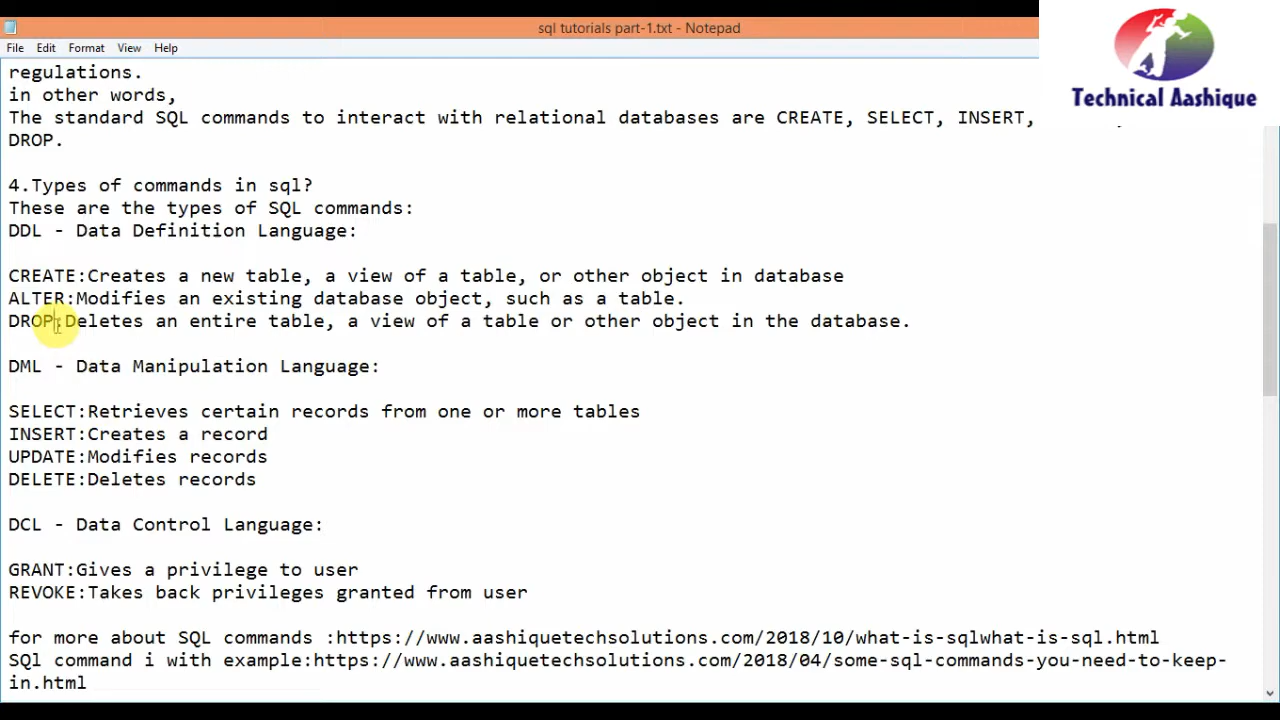 sql tutorials part-1.txt - Notepad
File Edit Format View Help
Technical Aashique
regulations.
in other words,
The standard SQL commands to interact with relational databases are CREATE, SELECT, INSERT,
DROP.
4.Types of commands in sql?
These are the types of SQL commands:
DDL - Data Definition Language:
CREATE:Creates a new table, a view of a table, or other object in database
ALTER:Modifies an existing database object, such as a table.
DROP:Deletes an entire table, a view of a table or other object in the database.
DML - Data Manipulation Language:
SELECT:Retrieves certain records from one or more tables
INSERT:Creates a record
UPDATE:Modifies records
DELETE:Deletes records
DCL - Data Control Language:
GRANT:Gives a privilege to user
REVOKE:Takes back privileges granted from user
for more about SQL commands :https://www.aashiquetechsolutions.com/2018/10/what-is-sqlwhat-is-sql.html
SQl command i with example:https://www.aashiquetechsolutions.com/2018/04/some-sql-commands-you-need-to-keep-
in.html